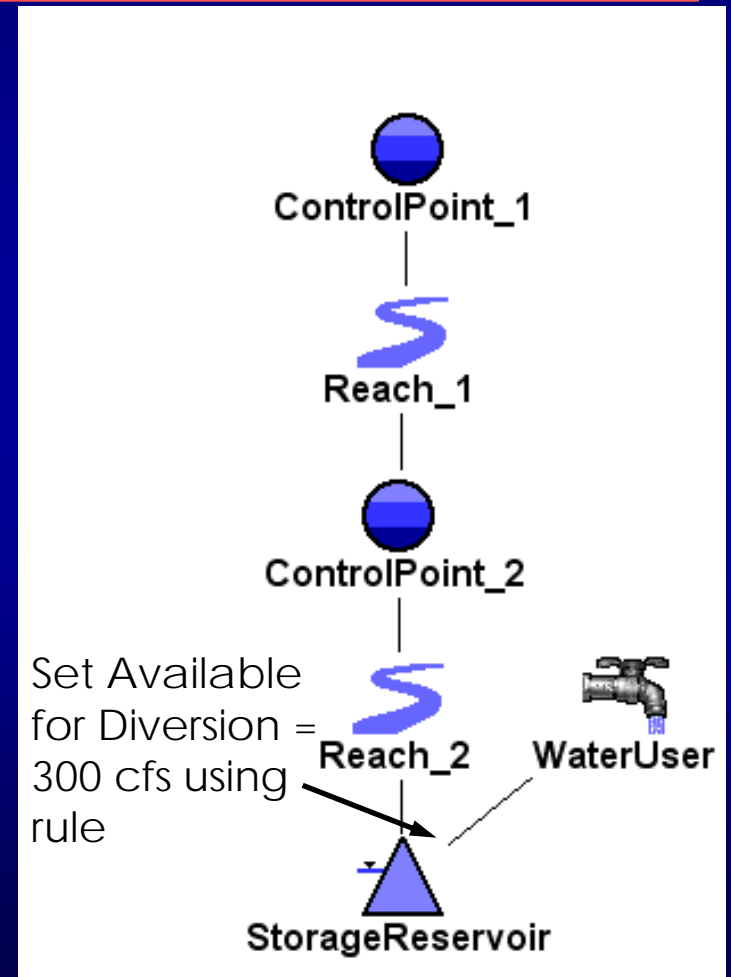 ControlPoint_1
Reach_1
ControlPoint_2
Set Available
for Diversion =
300 cfs using
rule
Reach_2
WaterUser
StorageReservoir